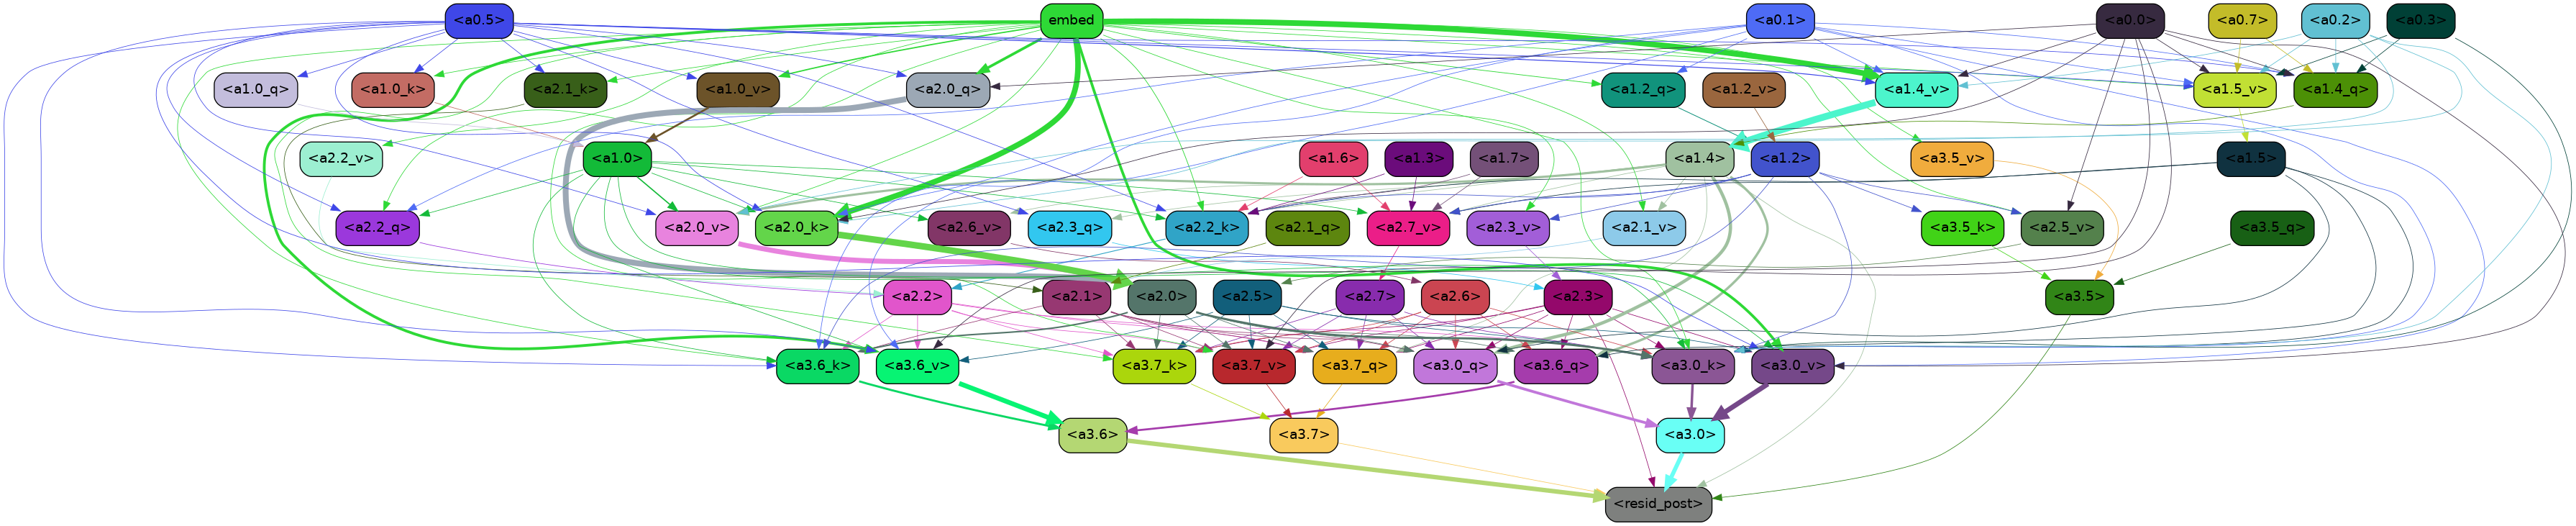 <a0.5> embed <a0.1> <a0.0> <a0.7> <a0.2> <a0.3>
<a1.0_q> <a1.0_k> <a2.1_k> <a1.0_v> <a2.0_q> <a1.2_q> <a1.2_v> <a1.4_v> <a1.5_v> <a1.4_q>
<a2.2_v> <a1.0> <a1.6> <a1.3> <a1.7> <a1.4> <a1.2> <a3.5_v> <a1.5>
<a2.2_q> <a2.0_v> <a2.0_k> <a2.6_v> <a2.3_q> <a2.2_k> <a2.1_q> <a2.7_v> <a2.3_v> <a2.1_v> <a3.5_k> <a2.5_v> <a3.5_q>
<a2.2> <a2.1> <a2.0> <a2.5> <a2.7> <a2.6> <a2.3> <a3.5>
<a3.6_k> <a3.6_v> <a3.7_k> <a3.7_v> <a3.7_q> <a3.0_q> <a3.6_q> <a3.0_k> <a3.0_v>
<a3.6> <a3.7> <a3.0>
<resid_post>